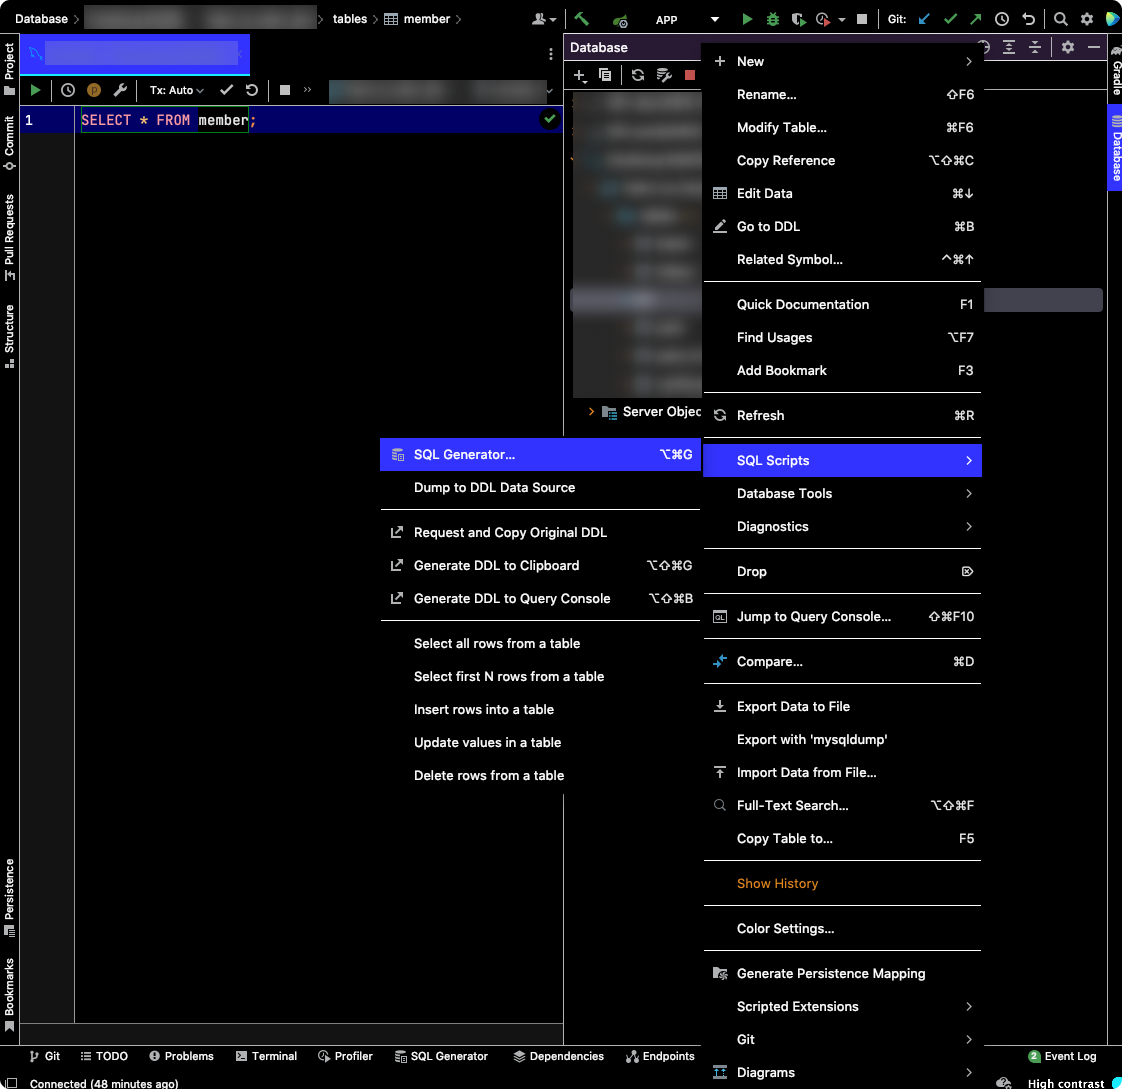 Database
tables
member
APP
Git:
Project
Commit
Pull Requests
Structure
Persistence
Bookmarks
Tx: Auto
1 SELECT * FROM member;
Database
Server Objec
New
Rename... ⇧F6
Modify Table... ⌘F6
Copy Reference ⌥⇧⌘C
Edit Data ⌘↓
Go to DDL ⌘B
Related Symbol... ^⌘↑
Quick Documentation F1
Find Usages ⌥F7
Add Bookmark F3
Refresh ⌘R
SQL Scripts
Database Tools
Diagnostics
Drop ⌦
Jump to Query Console... ⇧⌘F10
Compare... ⌘D
Export Data to File
Export with 'mysqldump'
Import Data from File...
Full-Text Search... ⌥⇧⌘F
Copy Table to... F5
Show History
Color Settings...
Generate Persistence Mapping
Scripted Extensions
Git
Diagrams
SQL Generator... ⌥⌘G
Dump to DDL Data Source
Request and Copy Original DDL
Generate DDL to Clipboard ⌥⇧⌘G
Generate DDL to Query Console ⌥⇧⌘B
Select all rows from a table
Select first N rows from a table
Insert rows into a table
Update values in a table
Delete rows from a table
Gradle
Database
Git
TODO
Problems
Terminal
Profiler
SQL Generator
Dependencies
Endpoints
2 Event Log
Connected (48 minutes ago)
High contrast